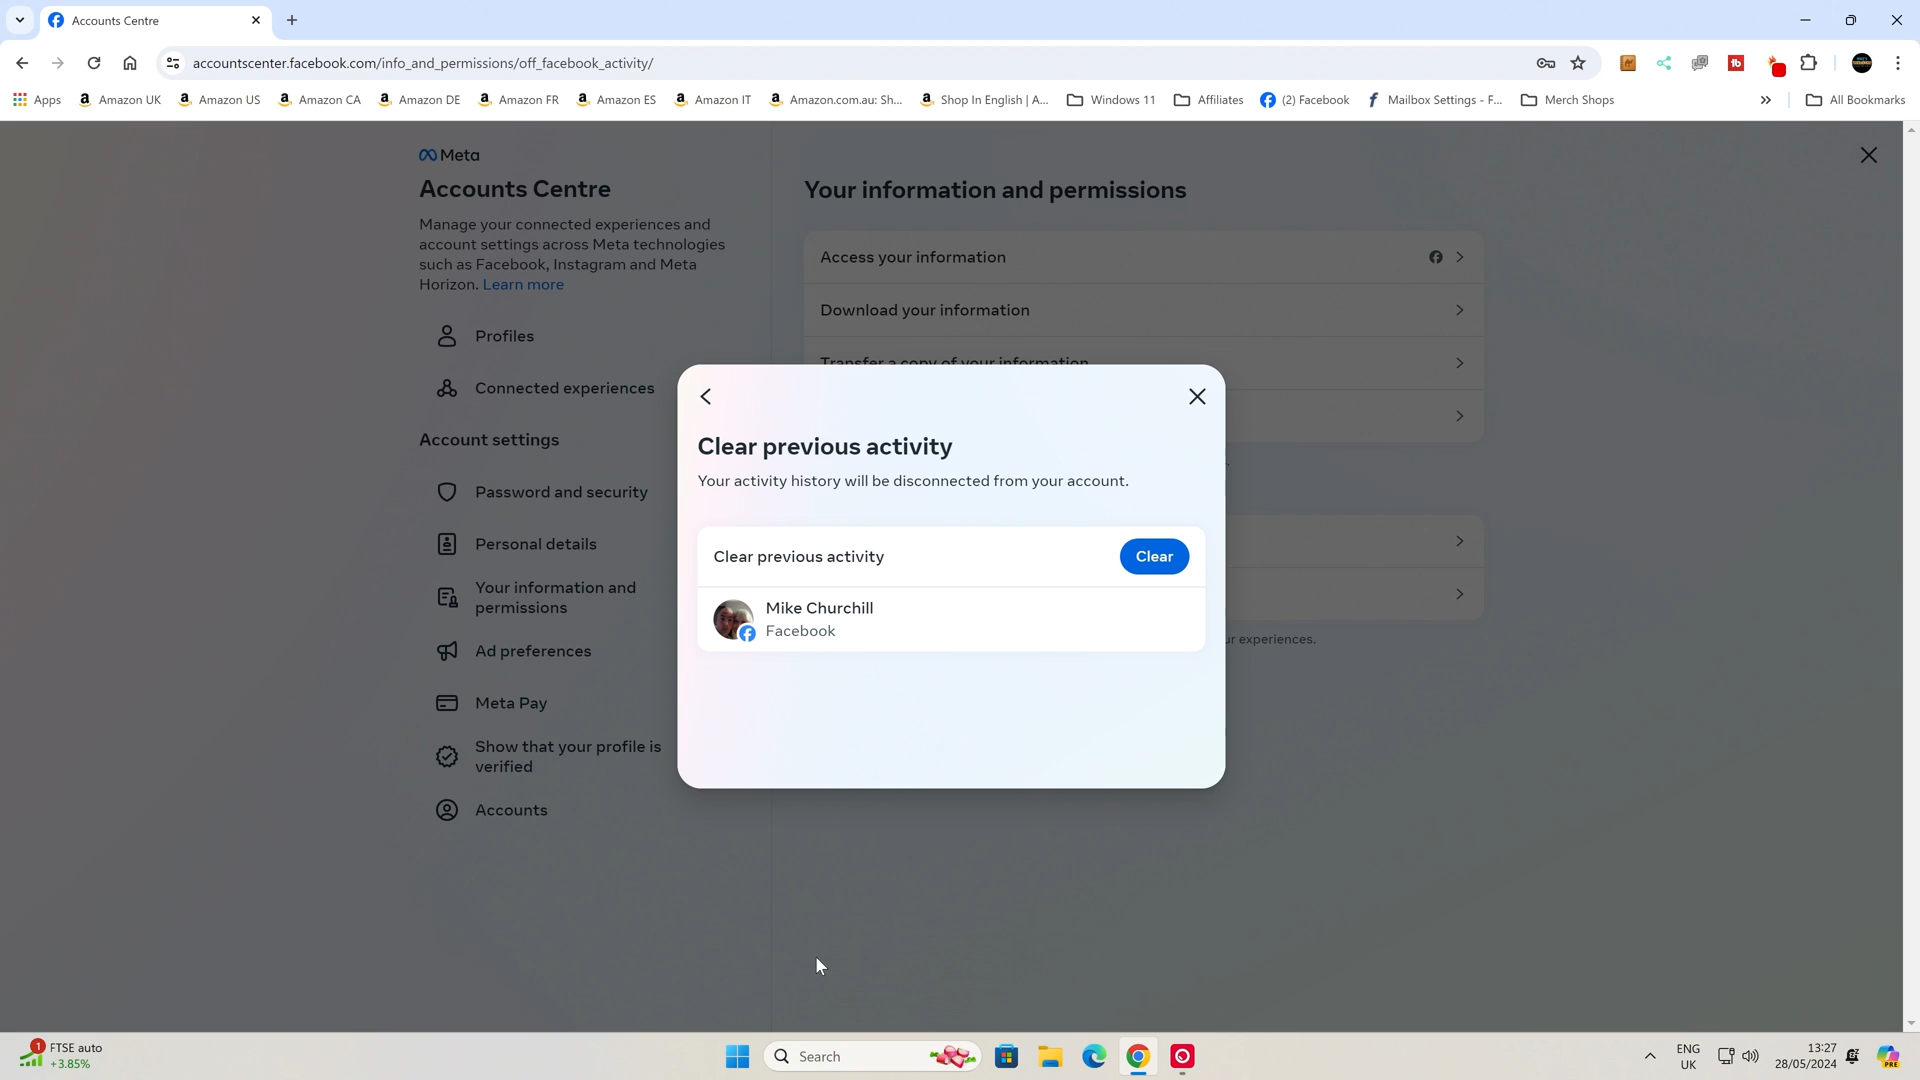 Accounts Centre
accountscenter.facebook.com/info_and_permissions/off_facebook_activity/
Apps
Amazon UK
Amazon US
Amazon CA
Amazon DE
Amazon FR
Amazon ES
Amazon IT
Amazon.com.au: Sh...
Shop In English | A...
Windows 11
Affiliates
(2) Facebook
Mailbox Settings - F...
Merch Shops
»
All Bookmarks
Meta
Accounts Centre
Manage your connected experiences and
account settings across Meta technologies
such as Facebook, Instagram and Meta
Horizon. Learn more
Profiles
Connected experiences
Account settings
Password and security
Personal details
Your information and
permissions
Ad preferences
Meta Pay
Show that your profile is
verified
Accounts
Your information and permissions
Access your information
Download your information
Transfer a copy of your information
ur experiences.
Clear previous activity
Your activity history will be disconnected from your account.
Clear previous activity
Clear
Mike Churchill
Facebook
1
FTSE auto
+3.85%
Search
ENG
UK
13:27
28/05/2024
PRE